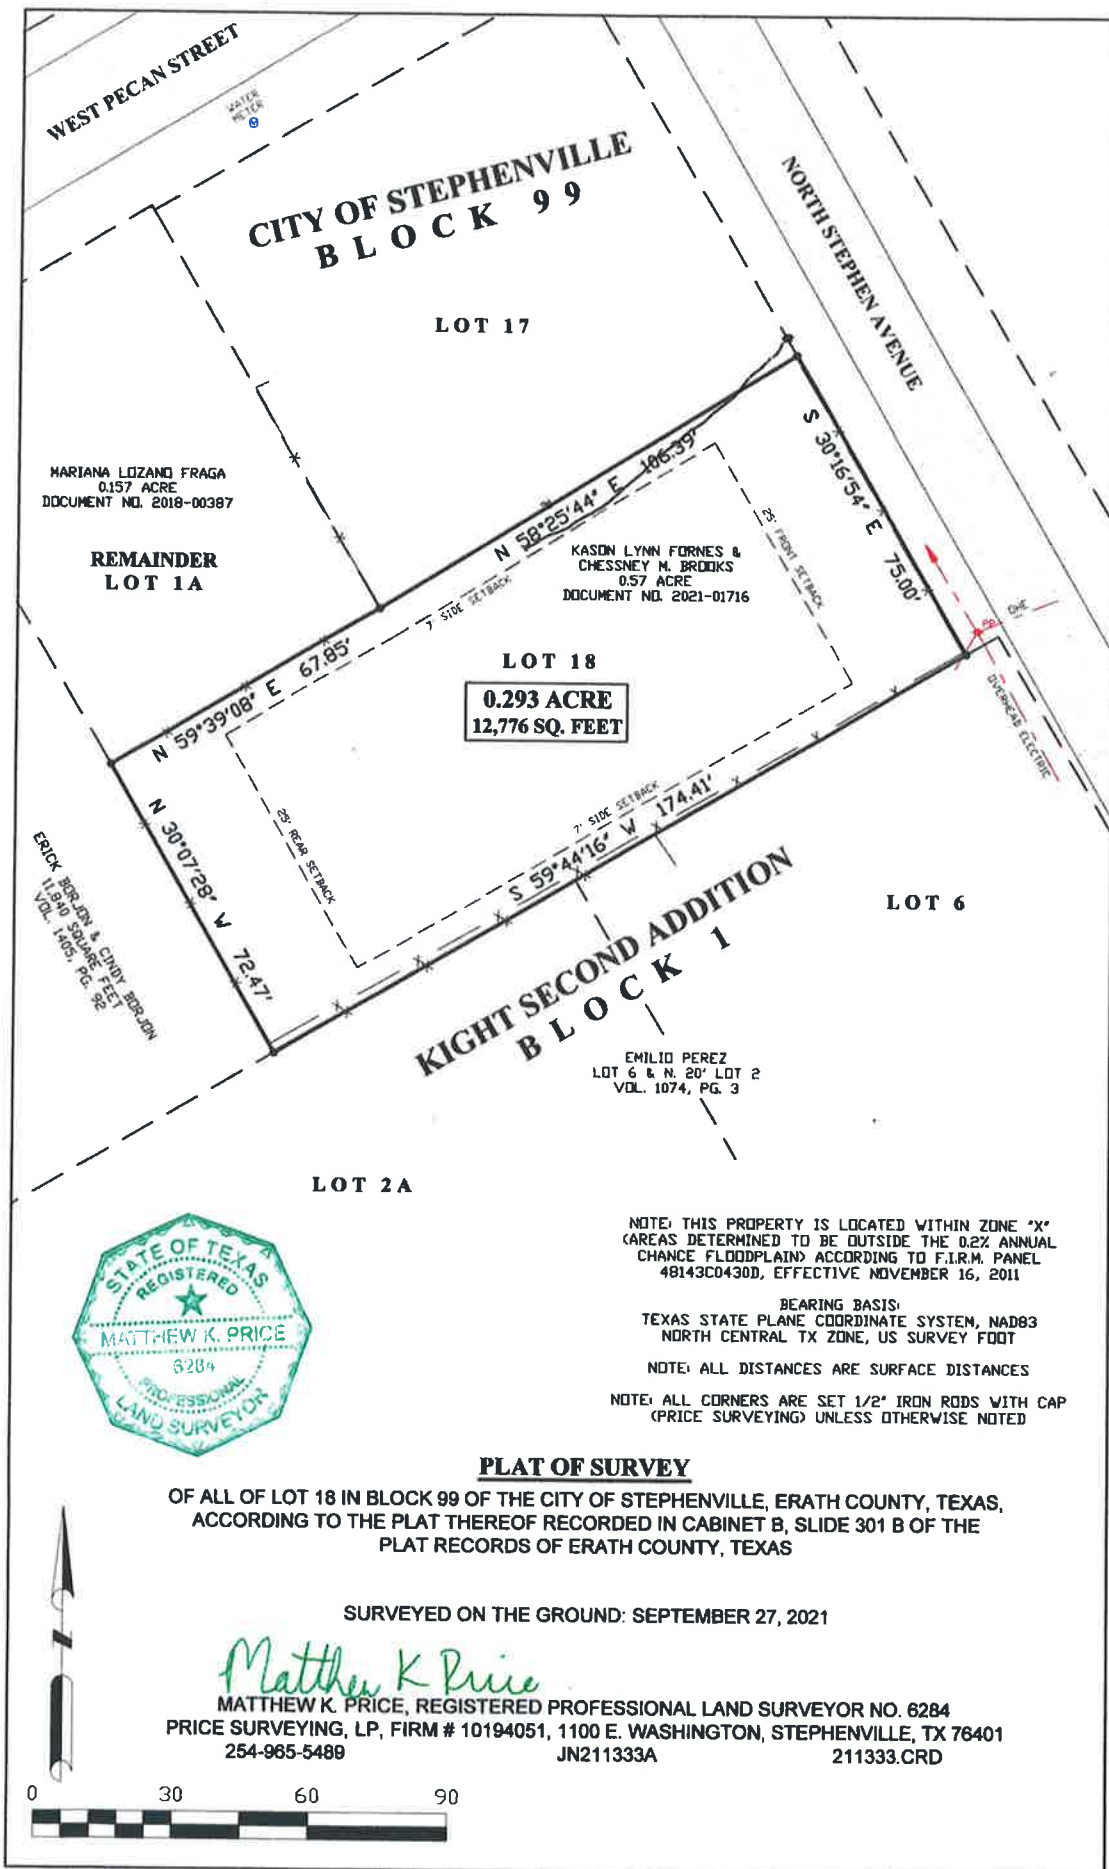 WEST PECAN STREET
WATER
METER
CITY OF STEPHENVILLE
BLOCK 99
NORTH STEPHEN AVENUE
LOT 17
MARIANA LOZANO FRAGA
0.157 ACRE
DOCUMENT NO. 2018-00387
REMAINDER
LOT 1A
N 58°25'44" E 106.39'
S 30°16'54" E 75.00'
7' SIDE SETBACK
25' FRONT SETBACK
KASON LYNN FORNES &
CHESSNEY M. BROOKS
0.57 ACRE
DOCUMENT NO. 2021-01716
N 59°39'08" E 67.85'
LOT 18
0.293 ACRE
12,776 SQ. FEET
PP
OHE
OVERHEAD ELECTRIC
N 30°07'28" W 72.47'
25' REAR SETBACK
7' SIDE SETBACK
S 59°44'16" W 174.41'
ERICK BORJON & CINDY BORJON
11,840 SQUARE FEET
VOL. 1405, PG. 92
KIGHT SECOND ADDITION
BLOCK 1
LOT 6
EMILIO PEREZ
LOT 6 & N. 20' LOT 2
VOL. 1074, PG. 3
LOT 2A
STATE OF TEXAS
REGISTERED
MATTHEW K. PRICE
6284
PROFESSIONAL
LAND SURVEYOR
NOTE: THIS PROPERTY IS LOCATED WITHIN ZONE "X"
(AREAS DETERMINED TO BE OUTSIDE THE 0.2% ANNUAL
CHANCE FLOODPLAIN) ACCORDING TO F.I.R.M. PANEL
48143C0430D, EFFECTIVE NOVEMBER 16, 2011
BEARING BASIS:
TEXAS STATE PLANE COORDINATE SYSTEM, NAD83
NORTH CENTRAL TX ZONE, US SURVEY FOOT
NOTE: ALL DISTANCES ARE SURFACE DISTANCES
NOTE: ALL CORNERS ARE SET 1/2" IRON RODS WITH CAP
(PRICE SURVEYING) UNLESS OTHERWISE NOTED
PLAT OF SURVEY
OF ALL OF LOT 18 IN BLOCK 99 OF THE CITY OF STEPHENVILLE, ERATH COUNTY, TEXAS,
ACCORDING TO THE PLAT THEREOF RECORDED IN CABINET B, SLIDE 301 B OF THE
PLAT RECORDS OF ERATH COUNTY, TEXAS
SURVEYED ON THE GROUND: SEPTEMBER 27, 2021
Matthew K Price
MATTHEW K. PRICE, REGISTERED PROFESSIONAL LAND SURVEYOR NO. 6284
PRICE SURVEYING, LP, FIRM # 10194051, 1100 E. WASHINGTON, STEPHENVILLE, TX 76401
254-965-5489 JN211333A 211333.CRD
N
0 30 60 90